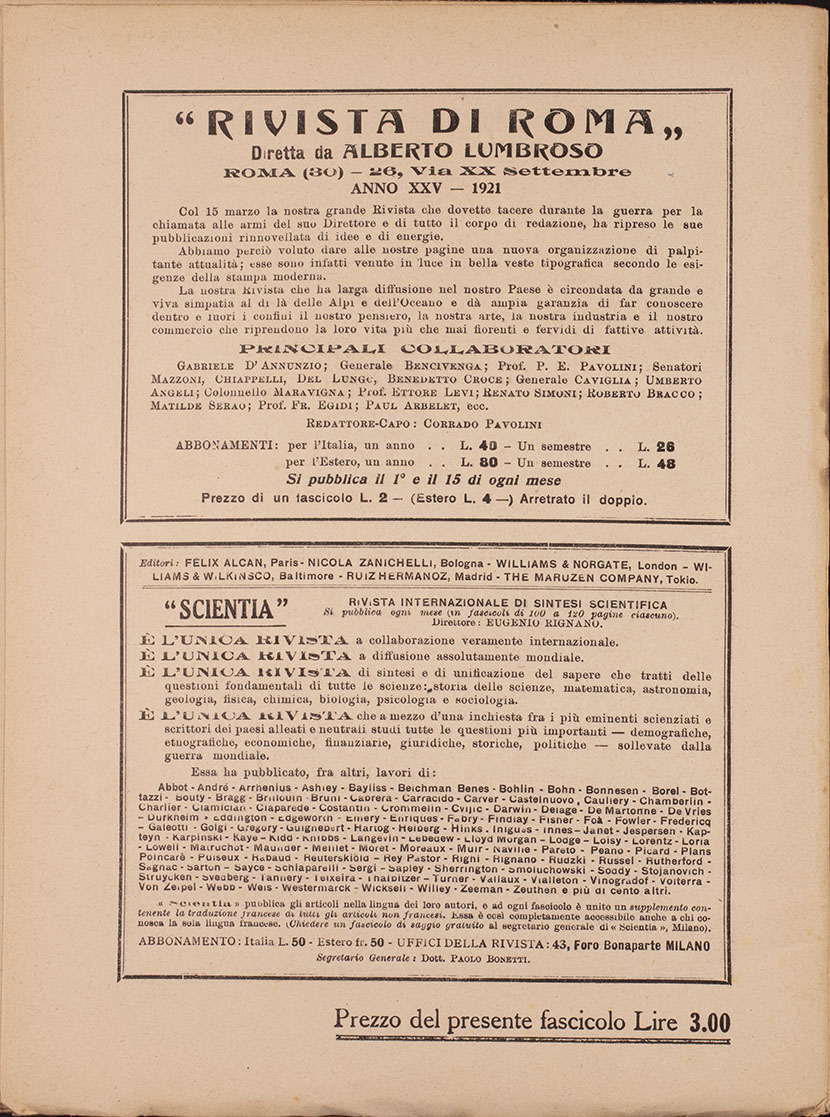 “RIVISTA DI ROMA„
Diretta da ALBERTO LUMBROSO
ROMA (30) — 26, Via XX Settembre
ANNO XXV — 1921
Col 15 marzo la nostra grande Rivista che dovette tacere durante la guerra per la
chiamata alle armi del suo Direttore e di tutto il corpo di redazione, ha ripreso le sue
pubblicazioni rinnovellata di idee e di energie.
Abbiamo perciò voluto dare alle nostre pagine una nuova organizzazione di palpi-
tante attualità; esse sono infatti venute in luce in bella veste tipografica secondo le esi-
genze della stampa moderna.
La nostra Rivista che ha larga diffusione nel nostro Paese è circondata da grande e
viva simpatia al di là delle Alpi e dell'Oceano e dà ampia garanzia di far conoscere
dentro e fuori i confini il nostro pensiero, la nostra arte, la nostra industria e il nostro
commercio che riprendono la loro vita più che mai fiorenti e fervidi di fattive attività.
PRINCIPALI COLLABORATORI
GABRIELE D'ANNUNZIO; Generale BENCIVENGA; Prof. P. E. PAVOLINI; Senatori
MAZZONI, CHIAPPELLI, DEL LUNGO, BENEDETTO CROCE; Generale CAVIGLIA; UMBERTO
ANGELI; Colonnello MARAVIGNA; Prof. ETTORE LEVI; RENATO SIMONI; ROBERTO BRACCO;
MATILDE SERAO; Prof. FR. EGIDI; PAUL ARBELET, ecc.
REDATTORE-CAPO: CORRADO PAVOLINI
ABBONAMENTI: per l'Italia, un anno . . L. 40 – Un semestre . . L. 26
per l'Estero, un anno . . L. 80 – Un semestre . . L. 48
Si pubblica il 1° e il 15 di ogni mese
Prezzo di un fascicolo L. 2 — (Estero L. 4 —) Arretrato il doppio.
Editori: FÉLIX ALCAN, Paris - NICOLA ZANICHELLI, Bologna - WILLIAMS & NORGATE, London – WI-
LIAMS & WILKINSCO, Baltimore - RUIZ HERMANOZ, Madrid - THE MARUZEN COMPANY, Tokio.
“SCIENTIA”
RIVISTA INTERNAZIONALE DI SINTESI SCIENTIFICA
Si pubblica ogni mese (in fascicoli di 100 a 120 pagine ciascuno).
Direttore: EUGENIO RIGNANO.
È L'UNICA RIVISTA a collaborazione veramente internazionale.
È L'UNICA RIVISTA a diffusione assolutamente mondiale.
È L'UNICA RIVISTA di sintesi e di unificazione del sapere che tratti delle
questioni fondamentali di tutte le scienze: storia delle scienze, matematica, astronomia,
geologia, fisica, chimica, biologia, psicologia e sociologia.
È L'UNICA RIVISTA che a mezzo d'una inchiesta fra i più eminenti scienziati e
scrittori dei paesi alleati e neutrali studi tutte le questioni più importanti — demografiche,
etnografiche, economiche, finanziarie, giuridiche, storiche, politiche — sollevate dalla
guerra mondiale.
Essa ha pubblicato, fra altri, lavori di:
Abbot - André - Arrhenius - Ashley - Bayliss - Beichman Benes - Bohlin - Bohn - Bonnesen - Borel - Bot-
tazzi - Bouty - Bragg - Brillouin - Bruni - Cabrera - Carracido - Carver - Castelnuovo, Caullery - Chamberlin -
Charlier - Ciamician - Claparede - Costantin - Crommelin - Cvijic - Darwin - Delage - De Martonne - De Vries
- Durkheim - Eddington - Edgeworth - Emery - Enriques - Fabry - Findlay - Fisher - Foà - Fowler - Fredericq
- Galeotti - Golgi - Gregory - Guignebert - Hartog - Heiberg - Hinks - Inigues - Innes - Janet - Jespersen - Kap-
teyn - Karpinski - Kaye - Kidd - Knibbs - Langevin - Lebedew - Lloyd Morgan - Lodge - Loisy - Lorentz - Loria
- Lowell - Matruchot - Maunder - Meillet - Moret - Moreaux - Muir - Naville - Pareto - Peano - Picard - Plans
Poincaré - Puiseux - Rabaud - Reuterskiöld - Rey Pastor - Rigni - Rignano - Rudzki - Russel - Rutherford -
Sagnac - Sarton - Sayce - Schiaparelli - Sergi - Sapley - Sherrington - Smoluchowski - Soddy - Stojanovich -
Struycken - Svedberg - Tannery - Teixeira - Thalbitzer - Turner - Vallaux - Vialleton - Vinogradof - Volterra -
Von Zeipel - Webb - Weis - Westermarck - Wicksell - Willey - Zeeman - Zeuthen e più di cento altri.
« Scientia » pubblica gli articoli nella lingua dei loro autori, e ad ogni fascicolo è unito un supplemento con-
tenente la traduzione francese di tutti gli articoli non francesi. Essa è così completamente accessibile anche a chi co-
nosca la sola lingua francese. (Chiedere un fascicolo di saggio gratuito al segretario generale di « Scientia », Milano).
ABBONAMENTO: Italia L. 50 - Estero fr. 50 - UFFICI DELLA RIVISTA: 43, Foro Bonaparte MILANO
Segretario Generale: Dott. PAOLO BONETTI.
Prezzo del presente fascicolo Lire 3.00